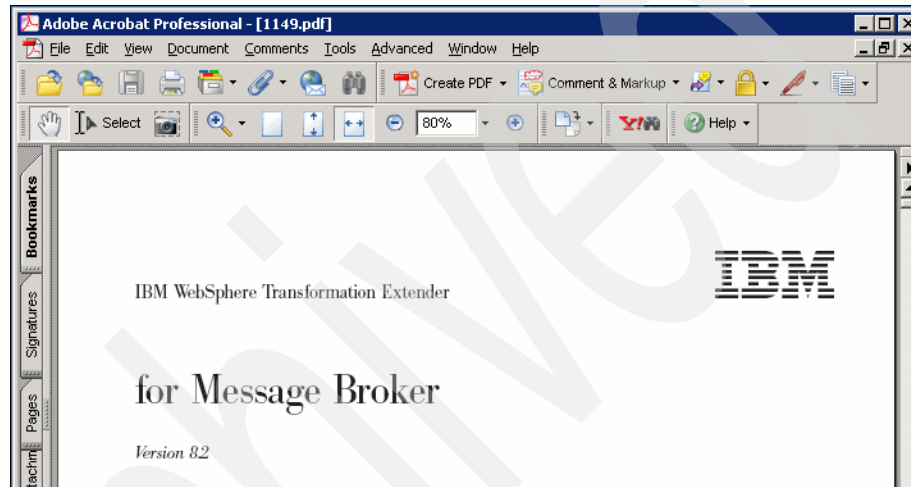 Adobe Acrobat Professional - [1149.pdf]
File Edit View Document Comments Tools Advanced Window Help
Create PDF Comment & Markup
Select 80% Y! Help
Bookmarks
Signatures
Pages
IBM
IBM WebSphere Transformation Extender
for Message Broker
Version 8.2